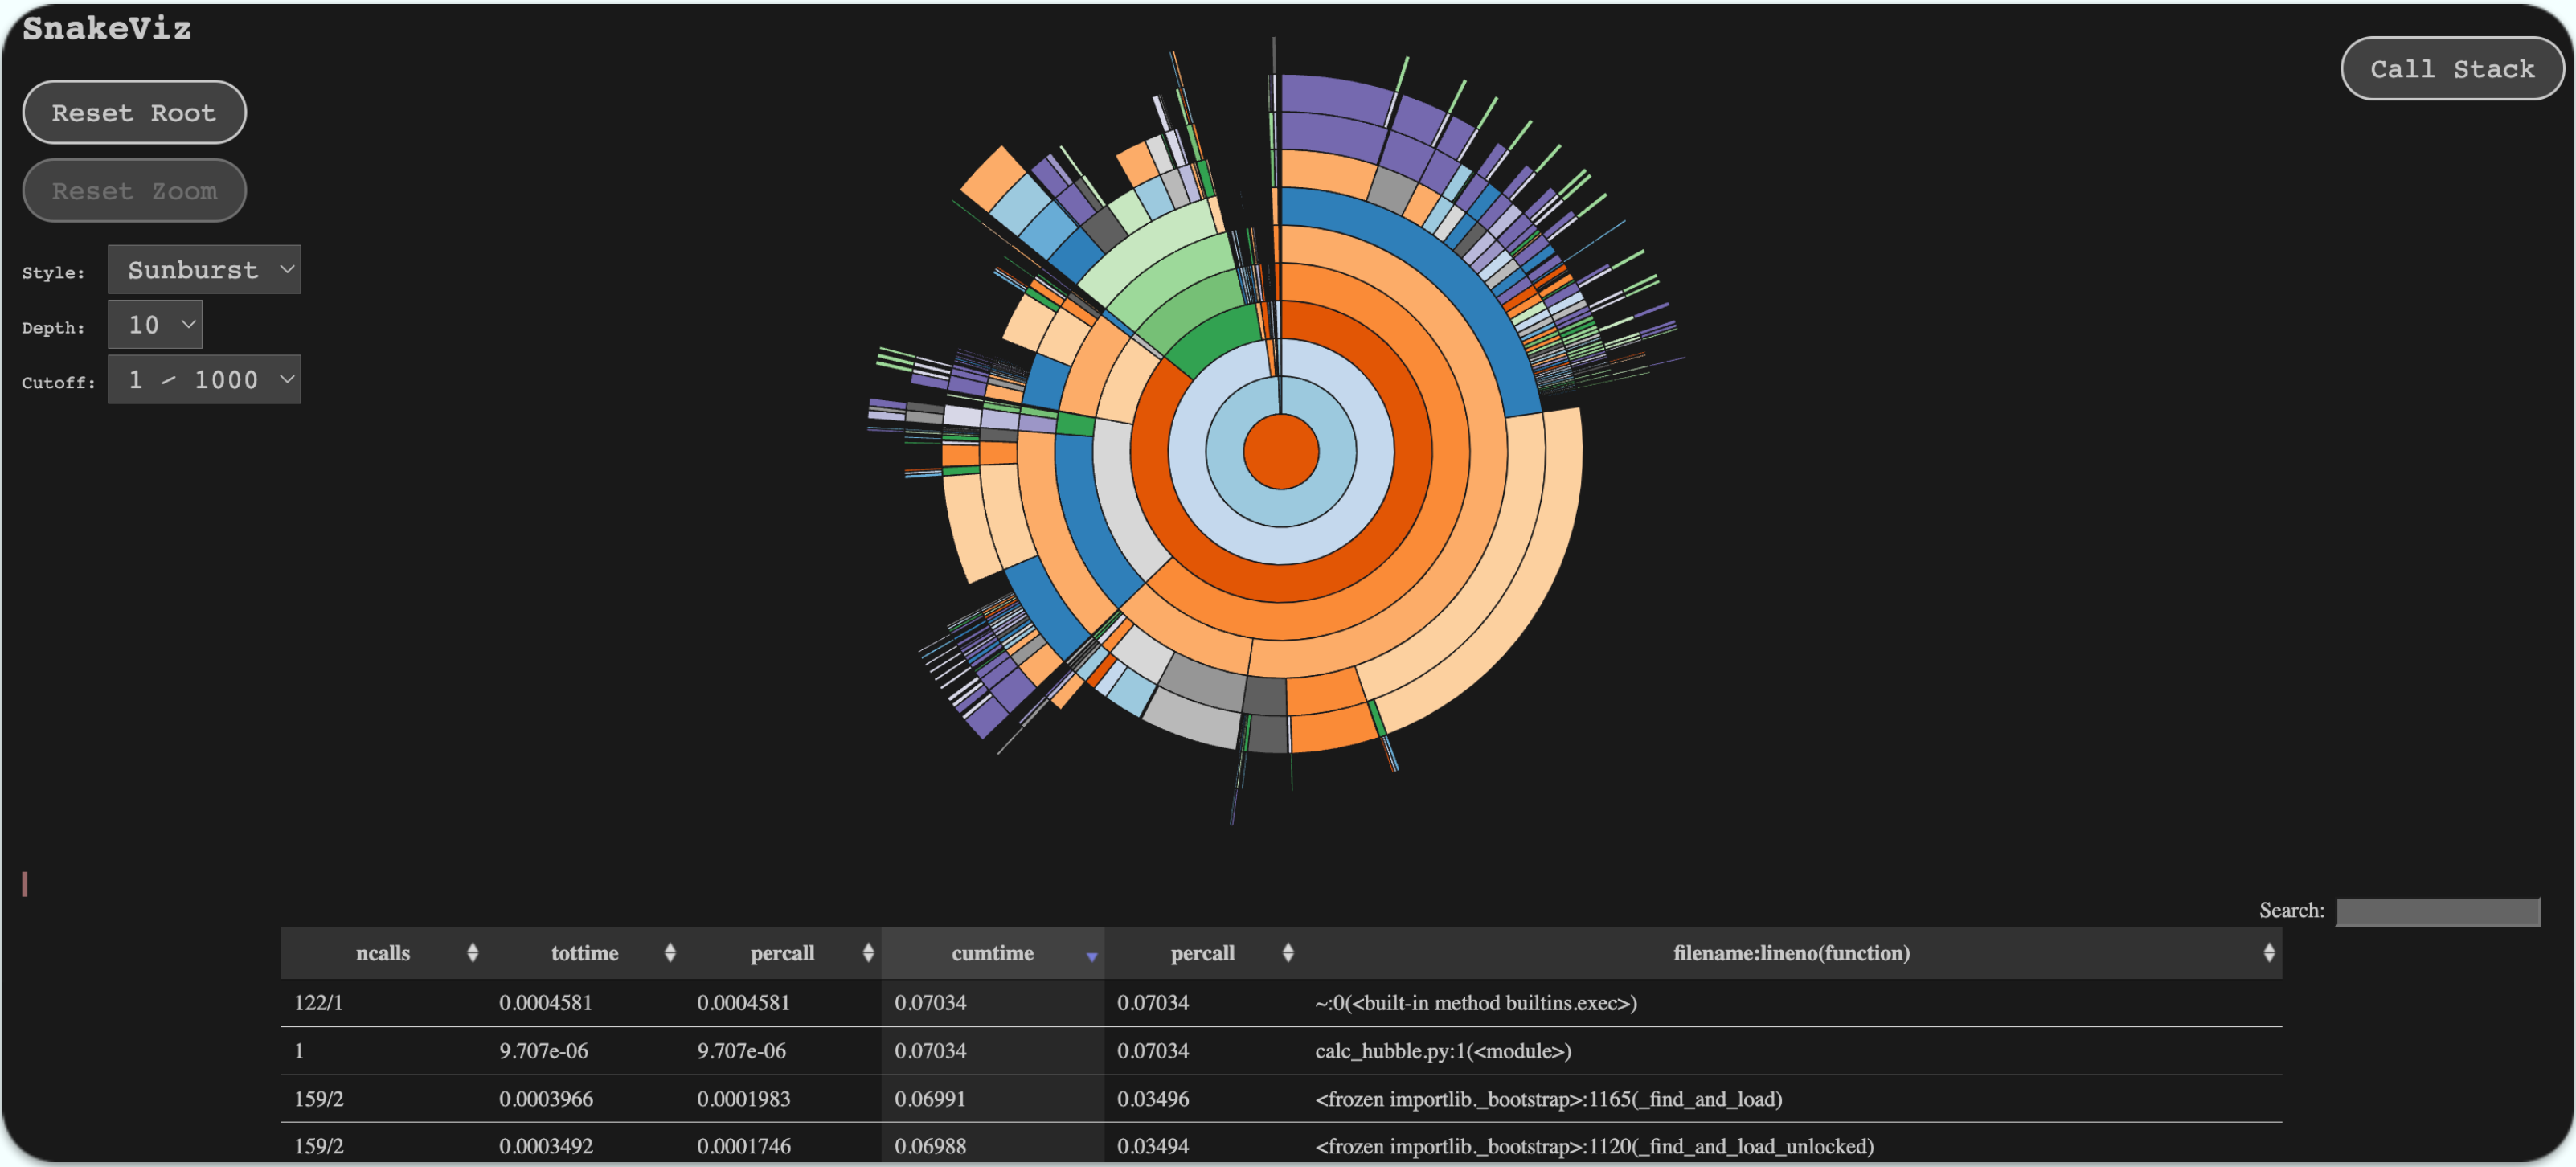 SnakeViz
Call Stack
Reset Root
Reset Zoom
Style: Sunburst
Depth: 10
Cutoff: 1 / 1000
Search:
ncalls tottime percall cumtime percall filename:lineno(function)
122/1 0.0004581 0.0004581 0.07034 0.07034 ~:0(<built-in method builtins.exec>)
1 9.707e-06 9.707e-06 0.07034 0.07034 calc_hubble.py:1(<module>)
159/2 0.0003966 0.0001983 0.06991 0.03496 <frozen importlib._bootstrap>:1165(_find_and_load)
159/2 0.0003492 0.0001746 0.06988 0.03494 <frozen importlib._bootstrap>:1120(_find_and_load_unlocked)